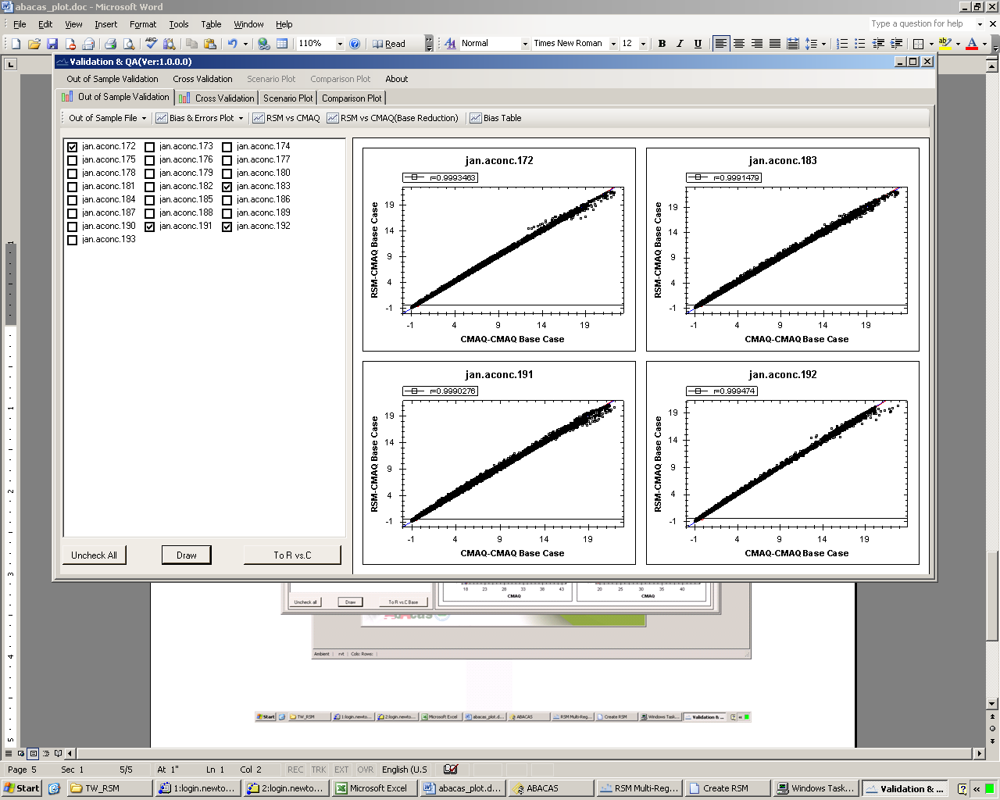 abacas_plot.doc - Microsoft Word
File Edit View Insert Format Tools Table Window Help Type a question for help
110% Read Normal Times New Roman 12 B I U
Validation & QA(Ver:1.0.0.0)
Out of Sample Validation Cross Validation Scenario Plot Comparison Plot About
Out of Sample Validation Cross Validation Scenario Plot Comparison Plot
Out of Sample File Bias & Errors Plot RSM vs CMAQ RSM vs CMAQ(Base Reduction) Bias Table
jan.aconc.172 jan.aconc.173 jan.aconc.174
jan.aconc.175 jan.aconc.176 jan.aconc.177
jan.aconc.178 jan.aconc.179 jan.aconc.180
jan.aconc.181 jan.aconc.182 jan.aconc.183
jan.aconc.184 jan.aconc.185 jan.aconc.186
jan.aconc.187 jan.aconc.188 jan.aconc.189
jan.aconc.190 jan.aconc.191 jan.aconc.192
jan.aconc.193
Uncheck All Draw To R vs.C
jan.aconc.172
r=0.9993463
RSM-CMAQ Base Case
19
14
9
4
-1
-1 4 9 14 19
CMAQ-CMAQ Base Case
jan.aconc.183
r=0.9991479
RSM-CMAQ Base Case
19
14
9
4
-1
-1 4 9 14 19
CMAQ-CMAQ Base Case
jan.aconc.191
r=0.9990276
RSM-CMAQ Base Case
19
14
9
4
-1
-1 4 9 14 19
CMAQ-CMAQ Base Case
jan.aconc.192
r=0.999474
RSM-CMAQ Base Case
19
14
9
4
-1
-1 4 9 14 19
CMAQ-CMAQ Base Case
18 23 28 33 38 43
CMAQ
20 25 30 35 40
CMAQ
Uncheck all Draw To R vs C Base
Ambient rvt Cols: Rows:
Start TW_RSM 1:login.newto... 2:login.newto... Microsoft Excel abacas_plot.d... ABACAS RSM Multi-Reg... Create RSM Windows Task... Validation & ...
1
1
2
3
4
5
Page 5 Sec 1 5/5 At 1" Ln 1 Col 2 REC TRK EXT OVR English (U.S
Start TW_RSM 1:login.newto... 2:login.newto... Microsoft Excel abacas_plot.d... ABACAS RSM Multi-Reg... Create RSM Windows Task... Validation & ...